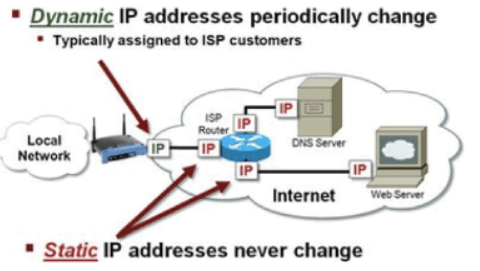 ▪ Dynamic IP addresses periodically change
▪ Typically assigned to ISP customers
Local
Network
IP
ISP
Router
IP
IP
IP
IP
DNS Server
IP
Web Server
Internet
▪ Static IP addresses never change